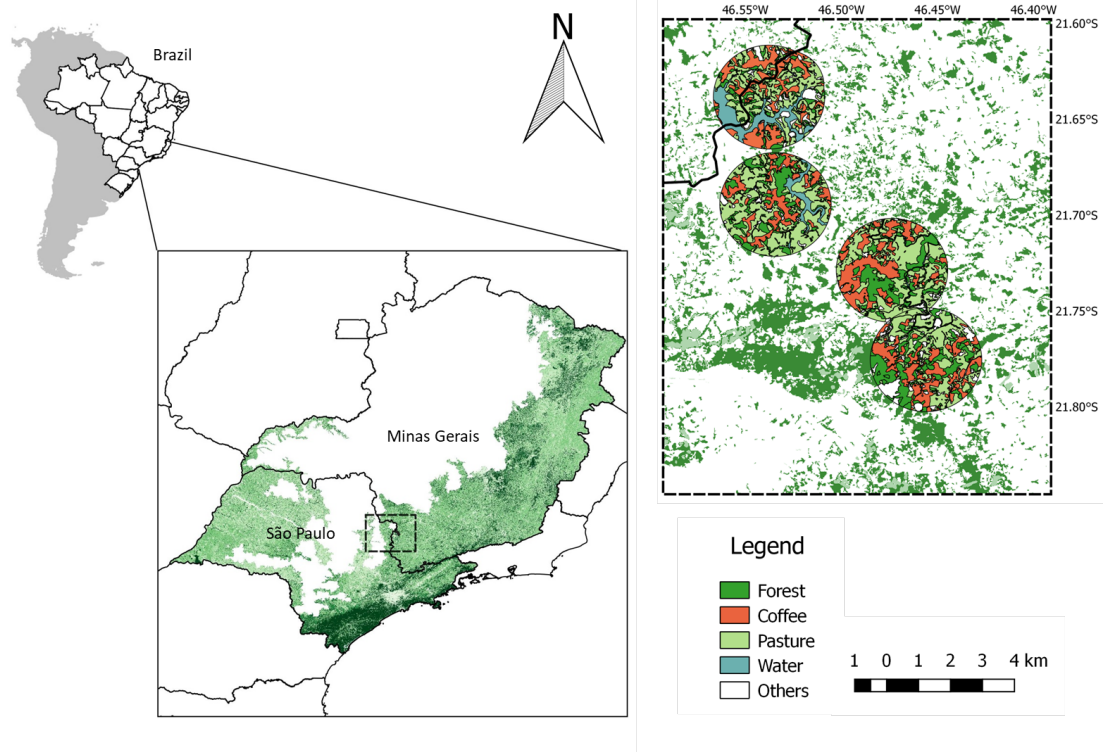 Brazil
N
Minas Gerais
São Paulo
46.55°W 46.50°W 46.45°W 46.40°W
21.60°S
21.65°S
21.70°S
21.75°S
21.80°S
Legend
Forest
Coffee
Pasture
Water
Others
1 0 1 2 3 4 km